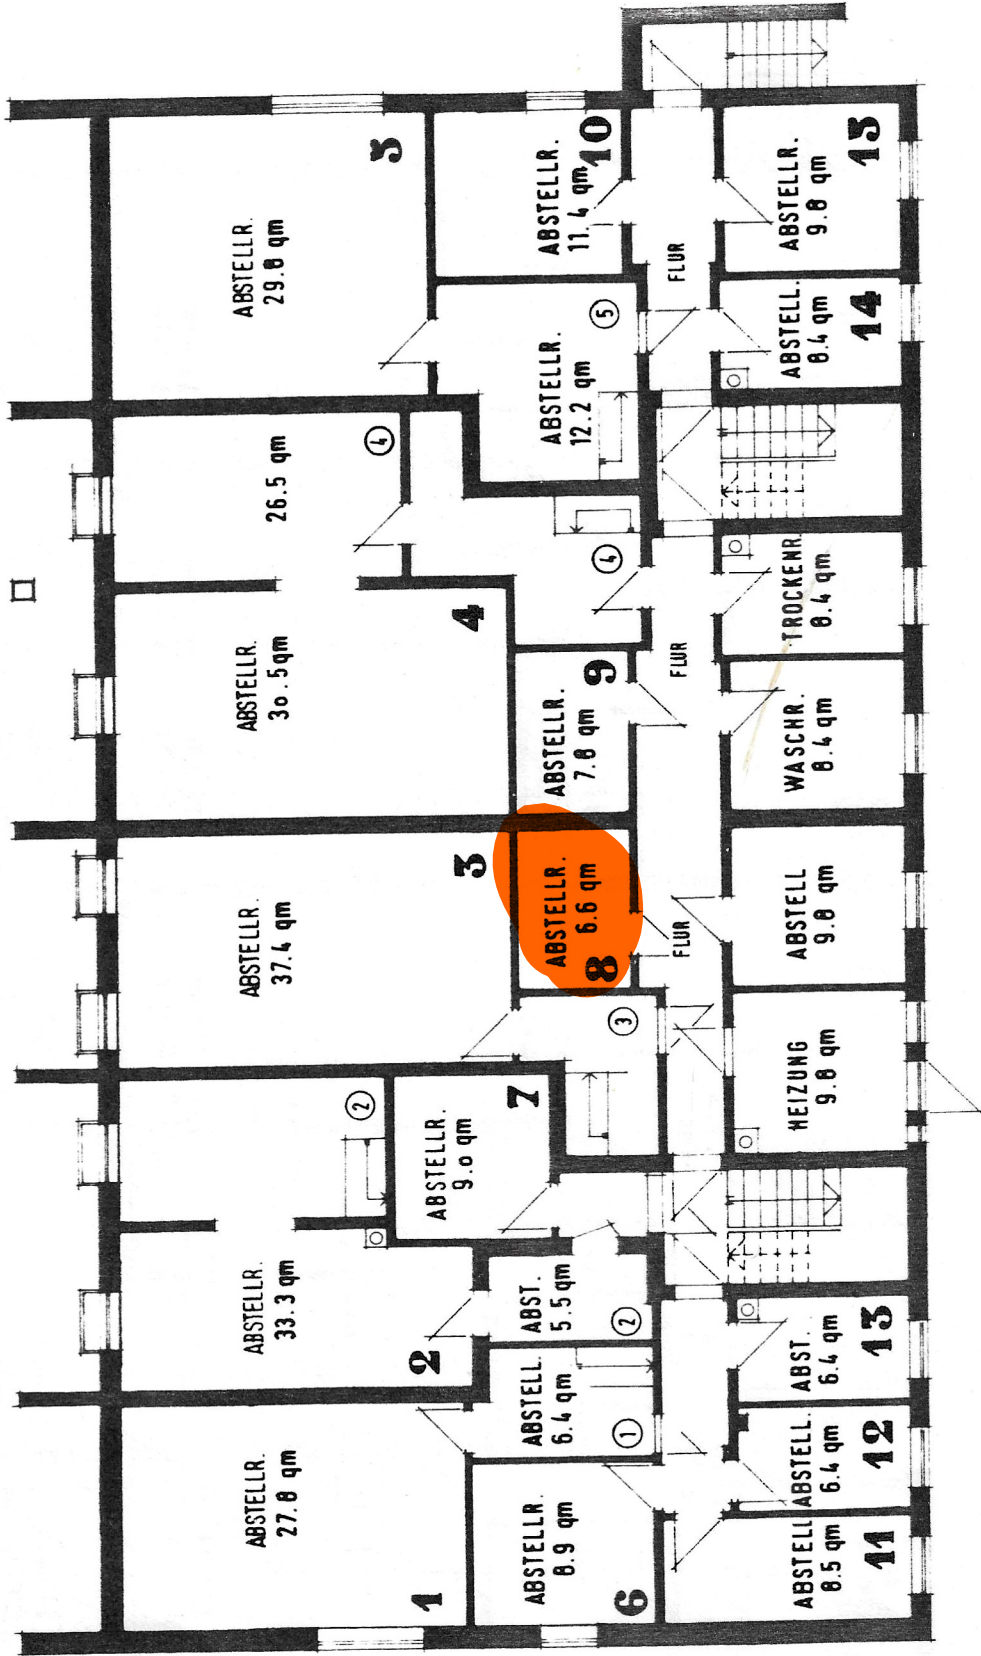 ABSTELLR.
27.8 qm
1
ABSTELLR.
33.3 qm
2
②
ABSTELLR.
37.4 qm
3
ABSTELLR.
3o.5qm
4
26.5 qm
④
ABSTELLR.
29.8 qm
5
ABSTELLR.
8.9 qm
6
ABSTELL.
6.4 qm
①
ABST.
5.5qm
②
ABSTELLR.
9.o qm
7
③
ABSTELLR.
6.6 qm
8
ABSTELLR.
7.8 qm
9
④
ABSTELLR.
12.2 qm
⑤
ABSTELLR.
11.4 qm
10
FLUR
FLUR
FLUR
ABSTELL
8.5 qm
11
ABSTELL.
6.4 qm
12
ABST.
6.4 qm
13
HEIZUNG
9.8 qm
ABSTELL
9.8 qm
WASCHR.
8.4 qm
TROCKENR.
8.4 qm
ABSTELL.
8.4 qm
14
ABSTELLR.
9.8 qm
15